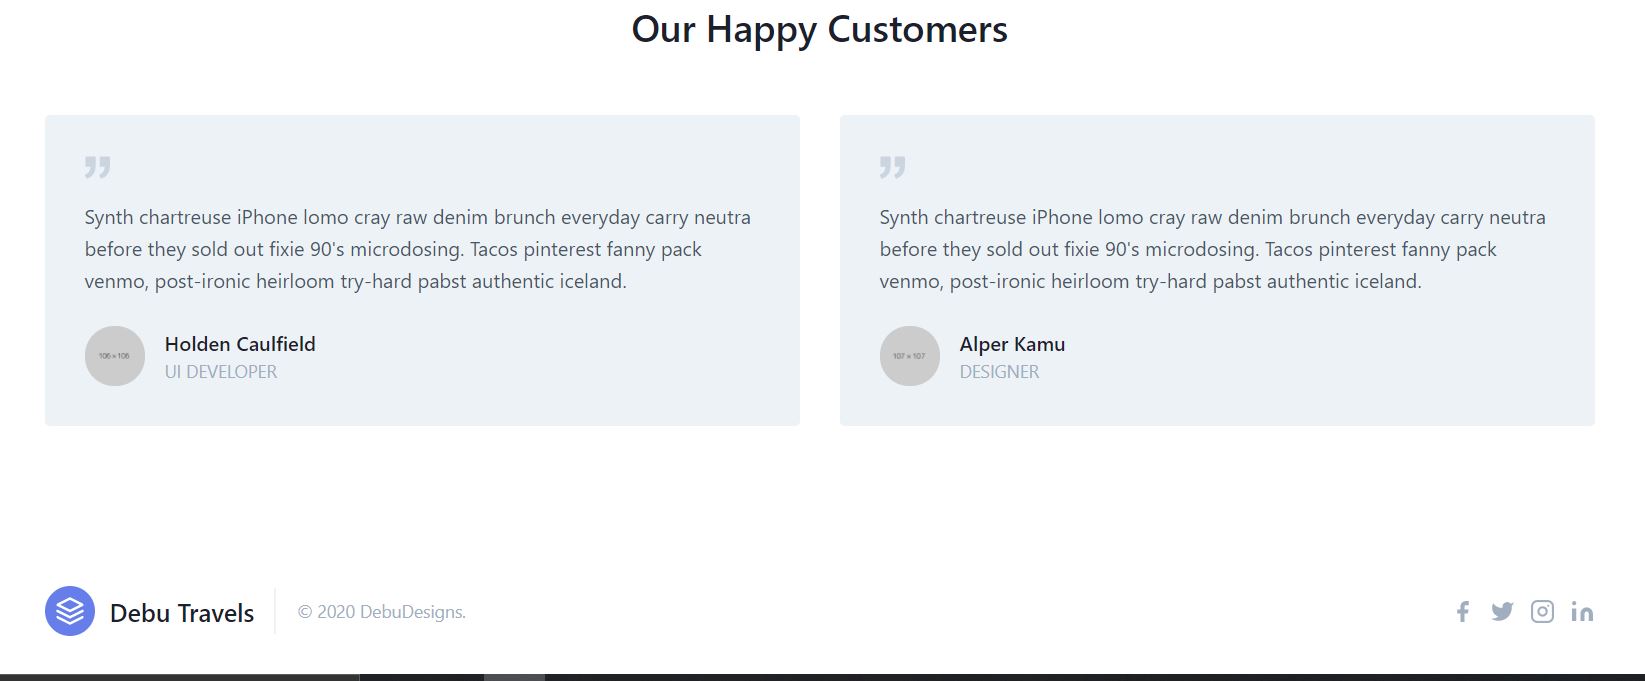 Our Happy Customers
Synth chartreuse iPhone lomo cray raw denim brunch everyday carry neutra
before they sold out fixie 90's microdosing. Tacos pinterest fanny pack
venmo, post-ironic heirloom try-hard pabst authentic iceland.
106 × 106
Holden Caulfield
UI DEVELOPER
Synth chartreuse iPhone lomo cray raw denim brunch everyday carry neutra
before they sold out fixie 90's microdosing. Tacos pinterest fanny pack
venmo, post-ironic heirloom try-hard pabst authentic iceland.
107 × 107
Alper Kamu
DESIGNER
Debu Travels
© 2020 DebuDesigns.